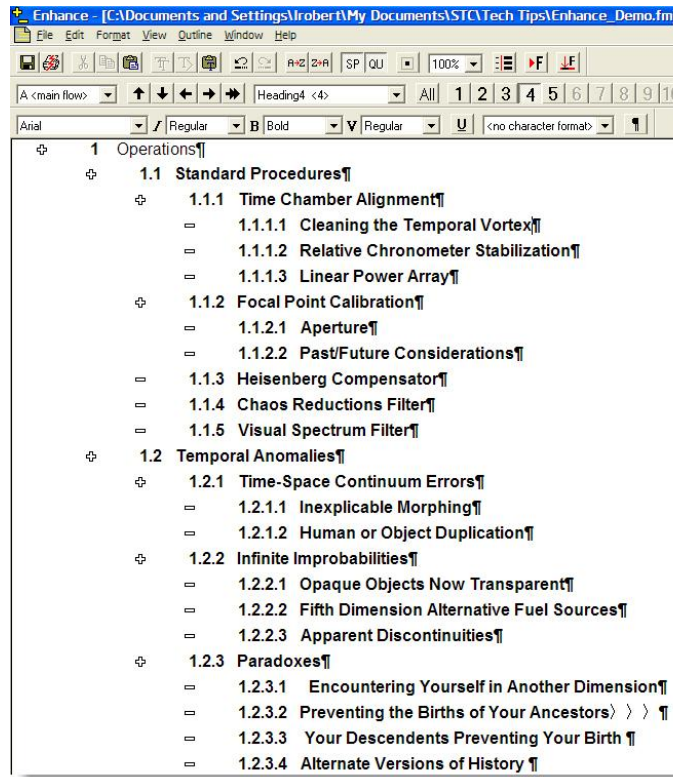 Enhance - [C:\Documents and Settings\lrobert\My Documents\STC\Tech Tips\Enhance_Demo.fm
File Edit Format View Outline Window Help
A→Z Z→A SP QU 100% F F
A <main flow> Heading4 <4> All 1 2 3 4 5 6 7 8 9 10
Arial I Regular B Bold V Regular U <no character format> ¶
1 Operations¶
1.1 Standard Procedures¶
1.1.1 Time Chamber Alignment¶
1.1.1.1 Cleaning the Temporal Vortex¶
1.1.1.2 Relative Chronometer Stabilization¶
1.1.1.3 Linear Power Array¶
1.1.2 Focal Point Calibration¶
1.1.2.1 Aperture¶
1.1.2.2 Past/Future Considerations¶
1.1.3 Heisenberg Compensator¶
1.1.4 Chaos Reductions Filter¶
1.1.5 Visual Spectrum Filter¶
1.2 Temporal Anomalies¶
1.2.1 Time-Space Continuum Errors¶
1.2.1.1 Inexplicable Morphing¶
1.2.1.2 Human or Object Duplication¶
1.2.2 Infinite Improbabilities¶
1.2.2.1 Opaque Objects Now Transparent¶
1.2.2.2 Fifth Dimension Alternative Fuel Sources¶
1.2.2.3 Apparent Discontinuities¶
1.2.3 Paradoxes¶
1.2.3.1 Encountering Yourself in Another Dimension¶
1.2.3.2 Preventing the Births of Your Ancestors〉〉〉¶
1.2.3.3 Your Descendents Preventing Your Birth ¶
1.2.3.4 Alternate Versions of History ¶